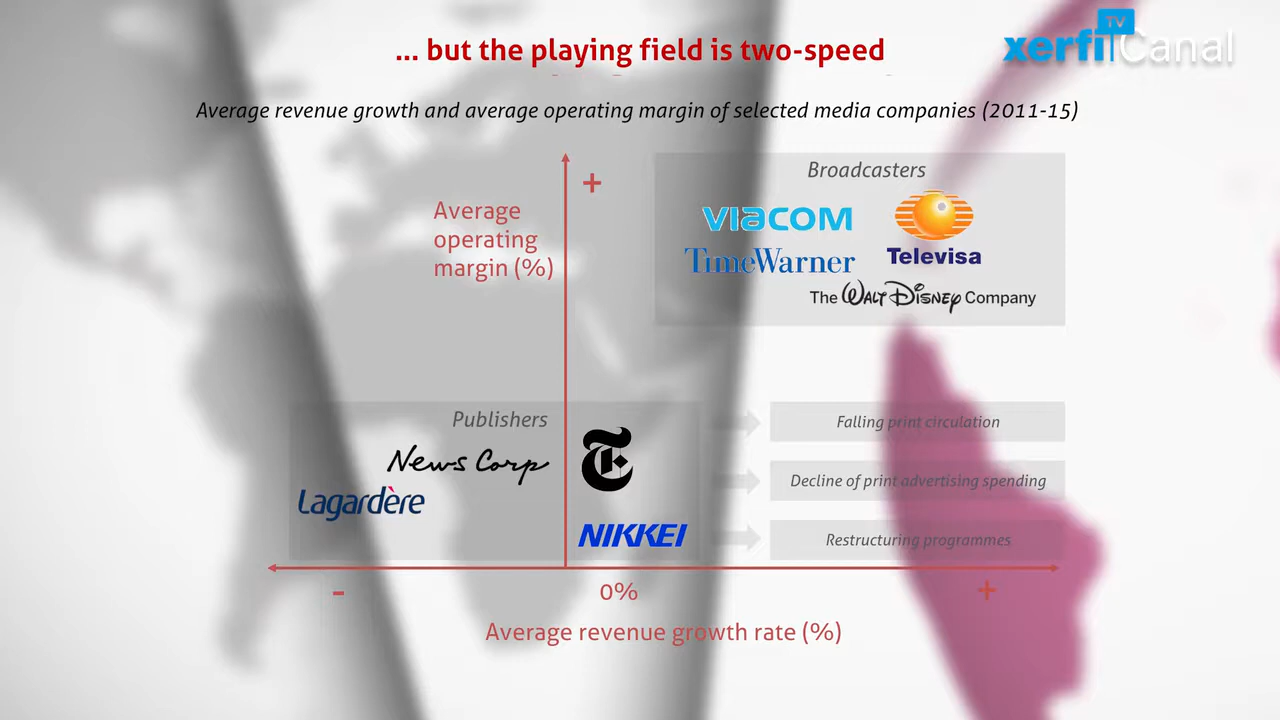 ... but the playing field is two-speed
xerfi TV Canal
Average revenue growth and average operating margin of selected media companies (2011-15)
Average
operating
margin (%)
+
Broadcasters
VIACOM
TimeWarner
Televisa
The WALT DISNEY Company
Publishers
News Corp
Lagardère
T
NIKKEI
Falling print circulation
Decline of print advertising spending
Restructuring programmes
-
0%
+
Average revenue growth rate (%)